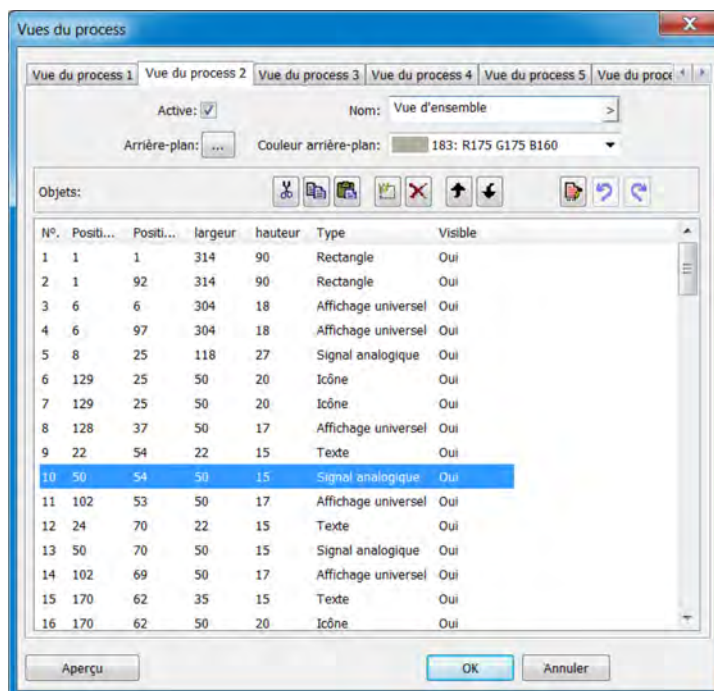 Vues du process
Vue du process 1 Vue du process 2 Vue du process 3 Vue du process 4 Vue du process 5 Vue du proce
Active: Nom: Vue d'ensemble >
Arrière-plan: ... Couleur arrière-plan: 183: R175 G175 B160
Objets:
N°. Positi... Positi... largeur hauteur Type Visible
1 1 1 314 90 Rectangle Oui
2 1 92 314 90 Rectangle Oui
3 6 6 304 18 Affichage universel Oui
4 6 97 304 18 Affichage universel Oui
5 8 25 118 27 Signal analogique Oui
6 129 25 50 20 Icône Oui
7 129 25 50 20 Icône Oui
8 128 37 50 17 Affichage universel Oui
9 22 54 22 15 Texte Oui
10 50 54 50 15 Signal analogique Oui
11 102 53 50 17 Affichage universel Oui
12 24 70 22 15 Texte Oui
13 50 70 50 15 Signal analogique Oui
14 102 69 50 17 Affichage universel Oui
15 170 62 35 15 Texte Oui
16 170 62 50 20 Icône Oui
Aperçu OK Annuler